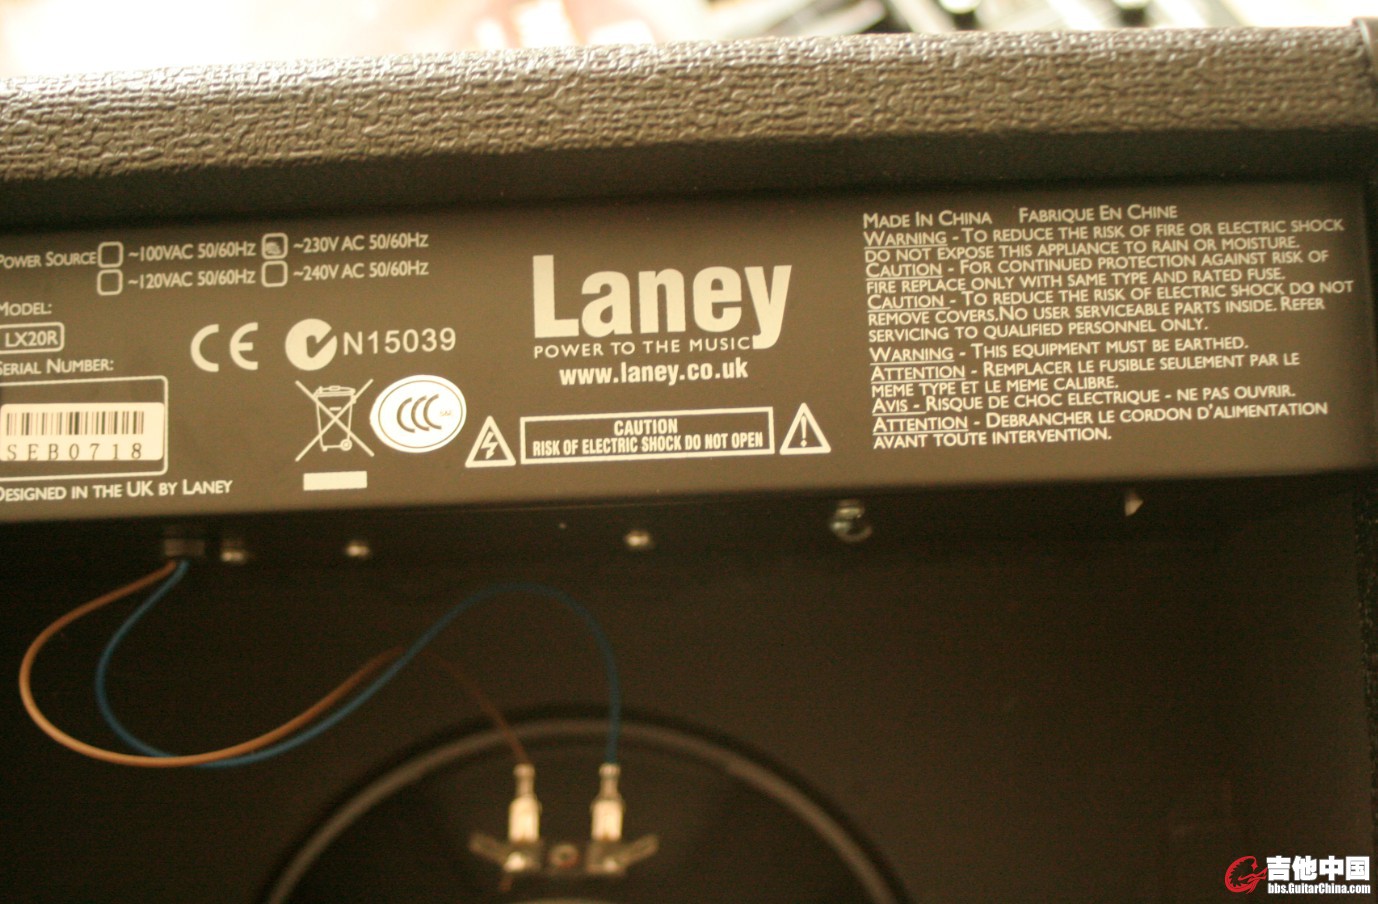 POWER SOURCE ~100VAC 50/60HZ ~230V AC 50/60HZ
~120VAC 50/60HZ ~240V AC 50/60HZ
MODEL:
LX20R
SERIAL NUMBER:
SEB0718
DESIGNED IN THE UK BY LANEY
CE N15039
CCC
Laney
POWER TO THE MUSIC
www.laney.co.uk
CAUTION
RISK OF ELECTRIC SHOCK DO NOT OPEN
MADE IN CHINA FABRIQUE EN CHINE
WARNING - TO REDUCE THE RISK OF FIRE OR ELECTRIC SHOCK
DO NOT EXPOSE THIS APPLIANCE TO RAIN OR MOISTURE.
CAUTION - FOR CONTINUED PROTECTION AGAINST RISK OF
FIRE REPLACE ONLY WITH SAME TYPE AND RATED FUSE.
CAUTION - TO REDUCE THE RISK OF ELECTRIC SHOCK DO NOT
REMOVE COVERS.NO USER SERVICEABLE PARTS INSIDE. REFER
SERVICING TO QUALIFIED PERSONNEL ONLY.
WARNING - THIS EQUIPMENT MUST BE EARTHED.
ATTENTION - REMPLACER LE FUSIBLE SEULEMENT PAR LE
MEME TYPE ET LE MEME CALIBRE.
AVIS - RISQUE DE CHOC ELECTRIQUE - NE PAS OUVRIR.
ATTENTION - DEBRANCHER LE CORDON D'ALIMENTATION
AVANT TOUTE INTERVENTION.
吉他中国
bbs.GuitarChina.com